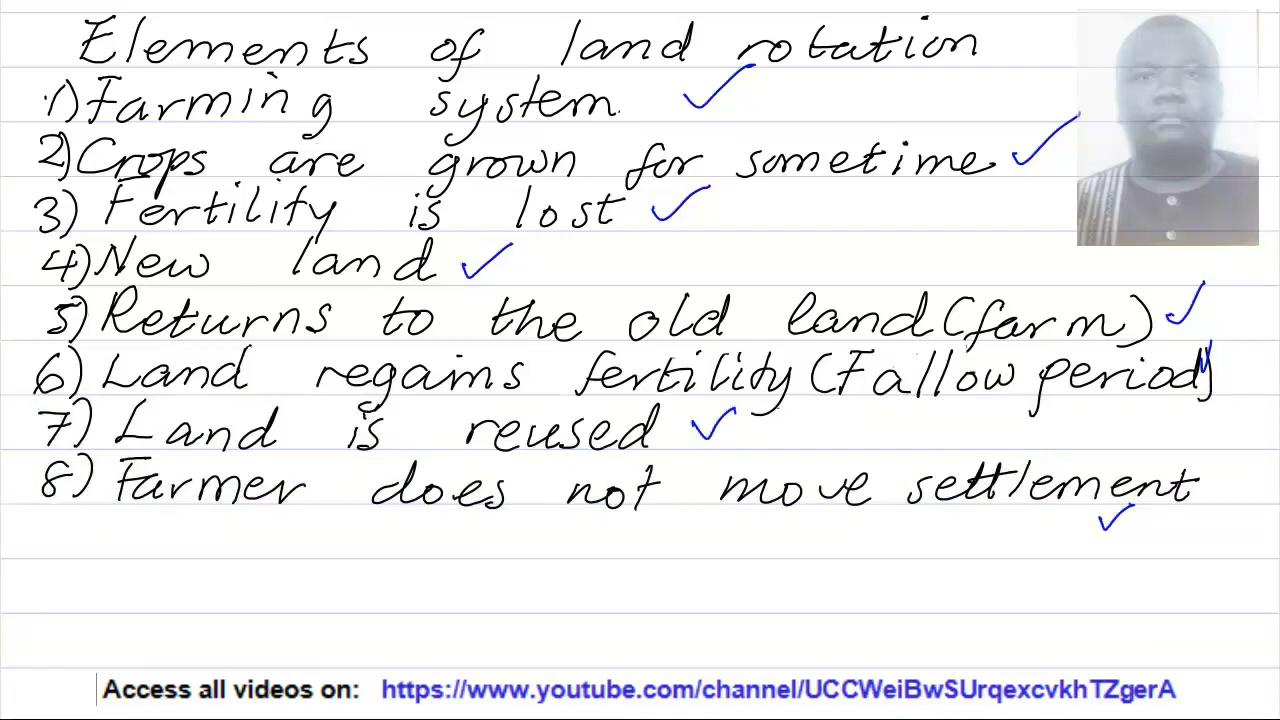 Elements of land rotation
1) Farming system.
2) Crops are grown for sometime
3) Fertility is lost
4) New land
5) Returns to the old land (farm)
6) Land regains fertility (Fallow period)
7) Land is reused
8) Farmer does not move settlement
Access all videos on: https://www.youtube.com/channel/UCCWeiBwSUrqexcvkhTZgerA